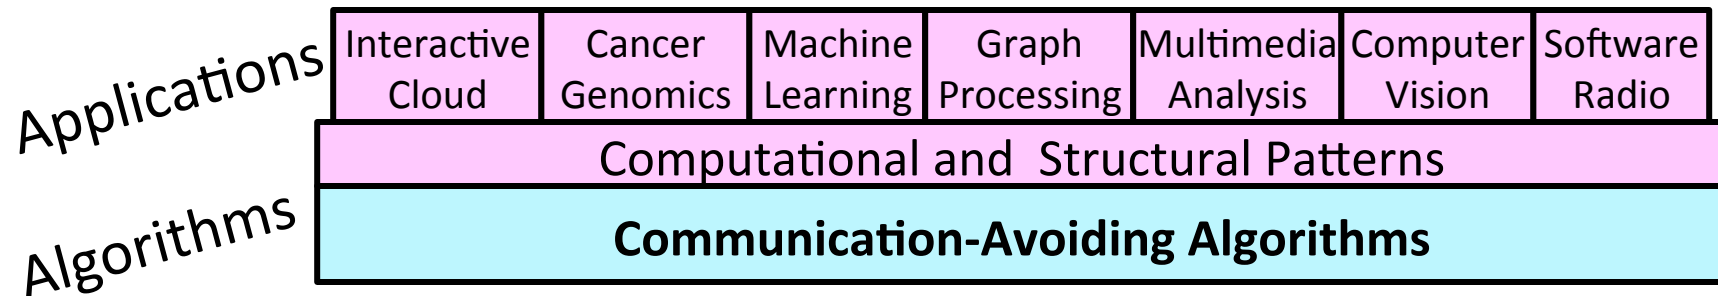 Applications
Interactive
Cloud
Cancer
Genomics
Machine
Learning
Graph
Processing
Multimedia
Analysis
Computer
Vision
Software
Radio
Computational and  Structural Patterns
Algorithms
Communication-Avoiding Algorithms